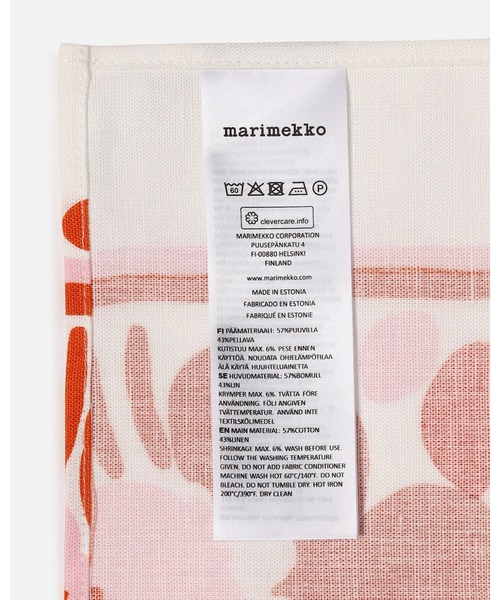 marimekko
60 P
clevercare.info
MARIMEKKO CORPORATION
PUUSEPÄNKATU 4
FI-00880 HELSINKI
FINLAND
www.marimekko.com
MADE IN ESTONIA
FABRICADO EN ESTONIA
FABRIQUÉ EN ESTONIE
FI PÄÄMATERIAALI: 57%PUUVILLA
43%PELLAVA
KUTISTUU MAX. 6%. PESE ENNEN
KÄYTTÖÄ. NOUDATA OHJELÄMPÖTILAA.
ÄLÄ KÄYTÄ HUUHTELUAINETTA
SE HUVUDMATERIAL: 57%BOMULL
43%LIN
KRYMPER MAX. 6%. TVÄTTA FÖRE
ANVÄNDNING. FÖLJ ANGIVEN
TVÄTTEMPERATUR. ANVÄND INTE
TEXTILSKÖLJMEDEL
EN MAIN MATERIAL: 57%COTTON
43%LINEN
SHRINKAGE MAX. 6%. WASH BEFORE USE.
FOLLOW THE WASHING TEMPERATURE
GIVEN. DO NOT ADD FABRIC CONDITIONER
MACHINE WASH HOT 60°C/140°F. DO NOT
BLEACH. DO NOT TUMBLE DRY. HOT IRON
200°C/390°F. DRY CLEAN